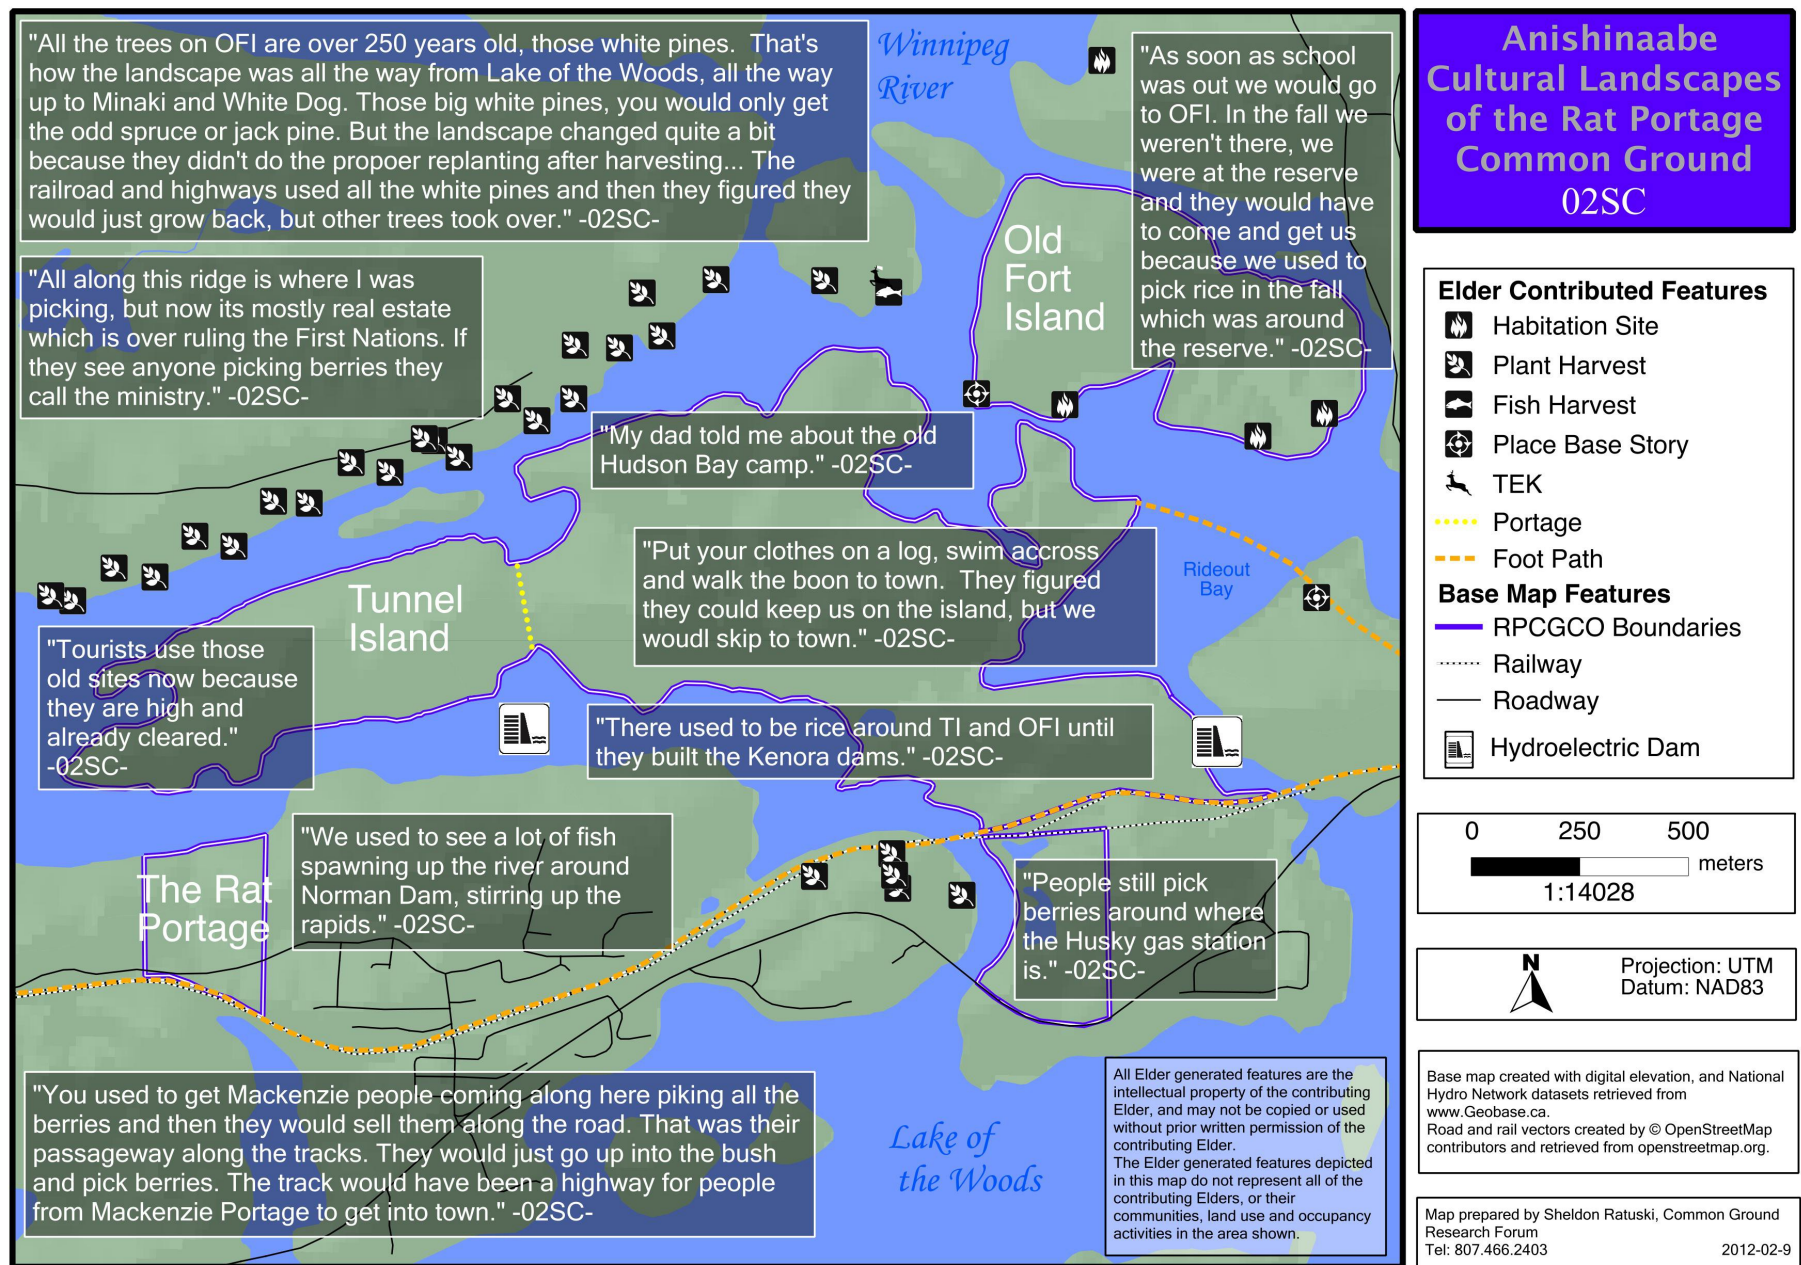 "All the trees on OFI are over 250 years old, those white pines.  That's
how the landscape was all the way from Lake of the Woods, all the way
up to Minaki and White Dog. Those big white pines, you would only get
the odd spruce or jack pine. But the landscape changed quite a bit
because they didn't do the propoer replanting after harvesting... The
railroad and highways used all the white pines and then they figured they
would just grow back, but other trees took over." -02SC-
Winnipeg
River
"As soon as school
was out we would go
to OFI. In the fall we
weren't there, we
were at the reserve
and they would have
to come and get us
because we used to
pick rice in the fall
which was around
the reserve." -02SC-
"All along this ridge is where I was
picking, but now its mostly real estate
which is over ruling the First Nations. If
they see anyone picking berries they
call the ministry." -02SC-
Old
Fort
Island
"My dad told me about the old
Hudson Bay camp." -02SC-
"Put your clothes on a log, swim accross
and walk the boon to town.  They figured
they could keep us on the island, but we
woudl skip to town." -02SC-
Rideout
Bay
Tunnel
Island
"Tourists use those
old sites now because
they are high and
already cleared."
-02SC-
"There used to be rice around TI and OFI until
they built the Kenora dams." -02SC-
The Rat
Portage
"We used to see a lot of fish
spawning up the river around
Norman Dam, stirring up the
rapids." -02SC-
"People still pick
berries around where
the Husky gas station
is." -02SC-
"You used to get Mackenzie people coming along here piking all the
berries and then they would sell them along the road. That was their
passageway along the tracks. They would just go up into the bush
and pick berries. The track would have been a highway for people
from Mackenzie Portage to get into town." -02SC-
Lake of
the Woods
All Elder generated features are the
intellectual property of the contributing
Elder, and may not be copied or used
without prior written permission of the
contributing Elder.
The Elder generated features depicted
in this map do not represent all of the
contributing Elders, or their
communities, land use and occupancy
activities in the area shown.
Anishinaabe
Cultural Landscapes
of the Rat Portage
Common Ground
02SC
Elder Contributed Features
Habitation Site
Plant Harvest
Fish Harvest
Place Base Story
TEK
Portage
Foot Path
Base Map Features
RPCGCO Boundaries
Railway
Roadway
Hydroelectric Dam
0 250 500
meters
1:14028
N
Projection: UTM
Datum: NAD83
Base map created with digital elevation, and National
Hydro Network datasets retrieved from
www.Geobase.ca.
Road and rail vectors created by © OpenStreetMap
contributors and retrieved from openstreetmap.org.
Map prepared by Sheldon Ratuski, Common Ground
Research Forum
Tel: 807.466.2403 2012-02-9